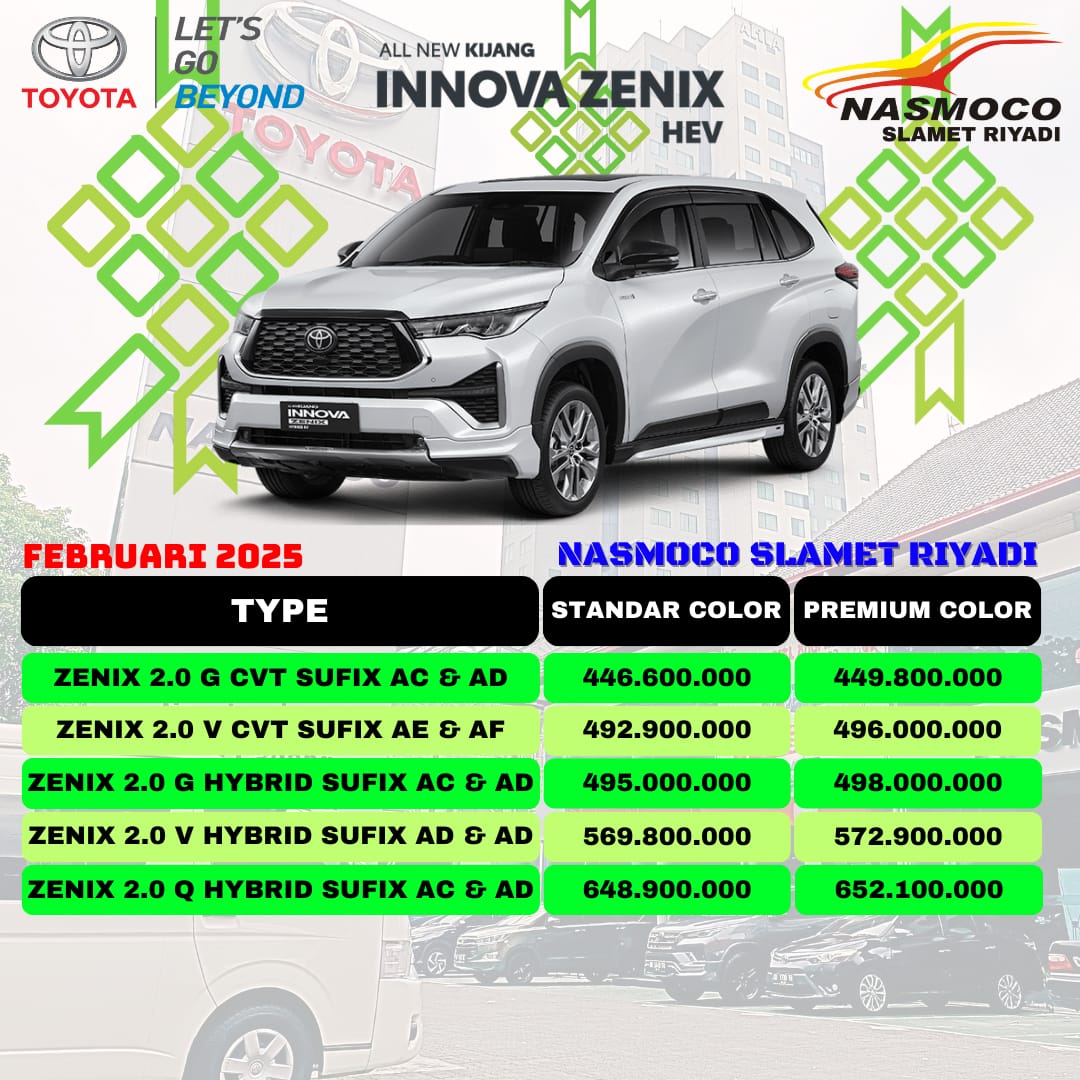 TOYOTA
LET'S
GO
BEYOND
ALL NEW KIJANG
INNOVA ZENIX
HEV
NASMOCO
SLAMET RIYADI
TOYOTA
INNOVA
ZENIX
FEBRUARI 2025
NASMOCO SLAMET RIYADI
TYPE STANDAR COLOR PREMIUM COLOR
ZENIX 2.0 G CVT SUFIX AC & AD 446.600.000 449.800.000
ZENIX 2.0 V CVT SUFIX AE & AF 492.900.000 496.000.000
ZENIX 2.0 G HYBRID SUFIX AC & AD 495.000.000 498.000.000
ZENIX 2.0 V HYBRID SUFIX AD & AD 569.800.000 572.900.000
ZENIX 2.0 Q HYBRID SUFIX AC & AD 648.900.000 652.100.000